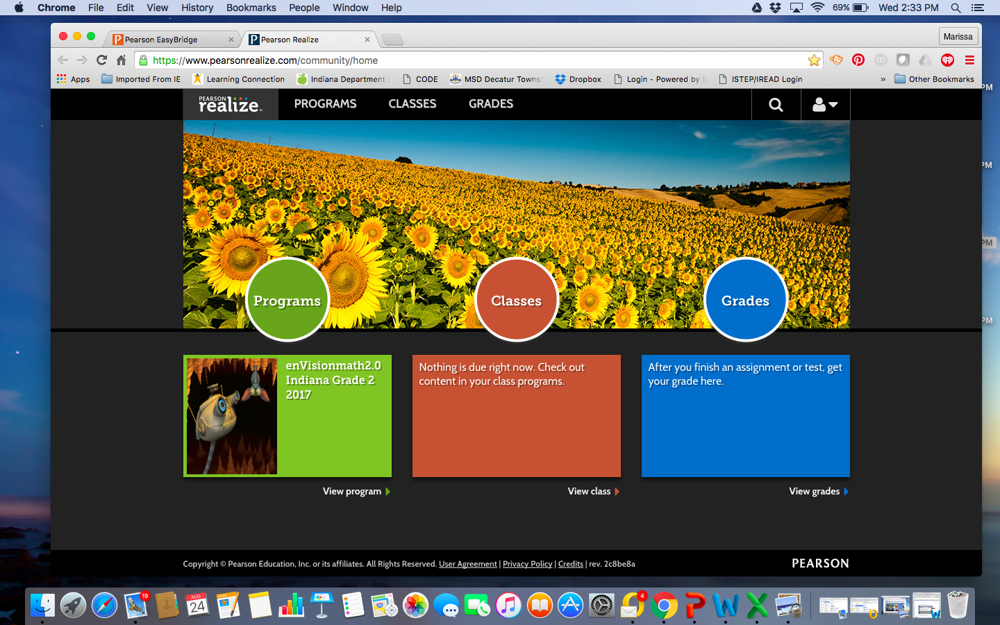 Chrome File Edit View History Bookmarks People Window Help
69% Wed 2:33 PM
Pearson EasyBridge
Pearson Realize
Marissa
https://www.pearsonrealize.com/community/home
Apps
Imported From IE
Learning Connection
Indiana Department
CODE
MSD Decatur Towns
Dropbox
Login - Powered by
ISTEP/IREAD Login
»
Other Bookmarks
PM
PM
PM
PM
PEARSON
realize™
PROGRAMS
CLASSES
GRADES
Programs
Classes
Grades
enVisionmath2.0
Indiana Grade 2
2017
Nothing is due right now. Check out
content in your class programs.
After you finish an assignment or test, get
your grade here.
View program
View class
View grades
Copyright © Pearson Education, Inc. or its affiliates. All Rights Reserved. User Agreement | Privacy Policy | Credits | rev. 2c8be8a
PEARSON
19
AUG
24
4